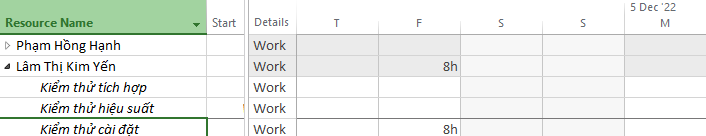 5 Dec '22
Resource Name Start Details T F S S M
Phạm Hồng Hạnh Work
Lâm Thị Kim Yến Work 8h
Kiểm thử tích hợp Work
Kiểm thử hiệu suất Work
Kiểm thử cài đặt Work 8h